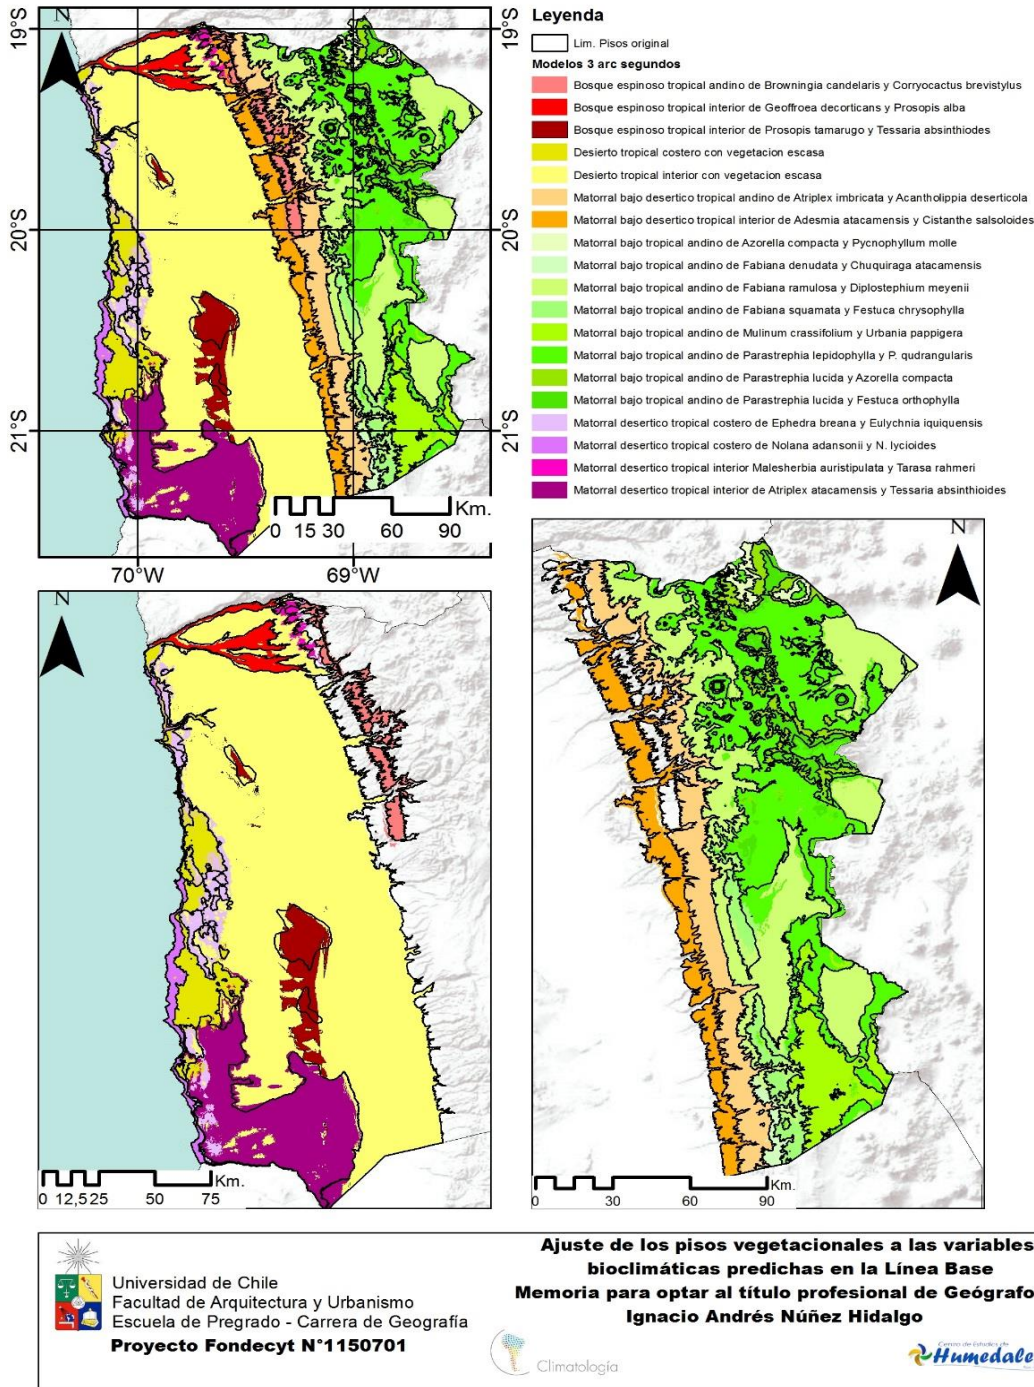 N
19°S
20°S
21°S
70°W
69°W
0 15 30 60 90
Km.
Leyenda
Lim. Pisos original
Modelos 3 arc segundos
Bosque espinoso tropical andino de Browningia candelaris y Corryocactus brevistylus
Bosque espinoso tropical interior de Geoffroea decorticans y Prosopis alba
Bosque espinoso tropical interior de Prosopis tamarugo y Tessaria absinthiodes
Desierto tropical costero con vegetacion escasa
Desierto tropical interior con vegetacion escasa
Matorral bajo desertico tropical andino de Atriplex imbricata y Acantholippia deserticola
Matorral bajo desertico tropical interior de Adesmia atacamensis y Cistanthe salsoloides
Matorral bajo tropical andino de Azorella compacta y Pycnophyllum molle
Matorral bajo tropical andino de Fabiana denudata y Chuquiraga atacamensis
Matorral bajo tropical andino de Fabiana ramulosa y Diplostephium meyenii
Matorral bajo tropical andino de Fabiana squamata y Festuca chrysophylla
Matorral bajo tropical andino de Mulinum crassifolium y Urbania pappigera
Matorral bajo tropical andino de Parastrephia lepidophylla y P. qudrangularis
Matorral bajo tropical andino de Parastrephia lucida y Azorella compacta
Matorral bajo tropical andino de Parastrephia lucida y Festuca orthophylla
Matorral desertico tropical costero de Ephedra breana y Eulychnia iquiquensis
Matorral desertico tropical costero de Nolana adansonii y N. lycioides
Matorral desertico tropical interior Malesherbia auristipulata y Tarasa rahmeri
Matorral desertico tropical interior de Atriplex atacamensis y Tessaria absinthioides
N
Km.
0 12,5 25 50 75
N
Km.
0 30 60 90
Universidad de Chile
Facultad de Arquitectura y Urbanismo
Escuela de Pregrado - Carrera de Geografía
Proyecto Fondecyt N°1150701
Ajuste de los pisos vegetacionales a las variables
bioclimáticas predichas en la Línea Base
Memoria para optar al título profesional de Geógrafo
Ignacio Andrés Núñez Hidalgo
Climatología
Centro de Estudios de
Humedale